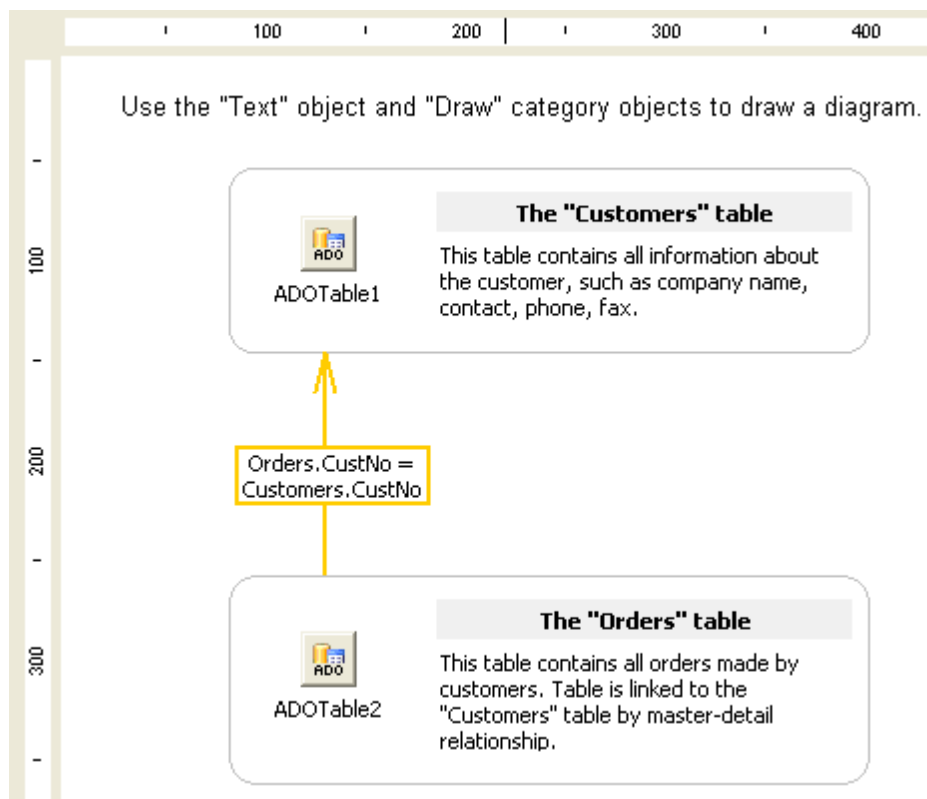 100 200 300 400
Use the "Text" object and "Draw" category objects to draw a diagram.
The "Customers" table
ADO
ADOTable1
This table contains all information about
the customer, such as company name,
contact, phone, fax.
100
Orders.CustNo =
Customers.CustNo
200
The "Orders" table
ADO
ADOTable2
This table contains all orders made by
customers. Table is linked to the
"Customers" table by master-detail
relationship.
300